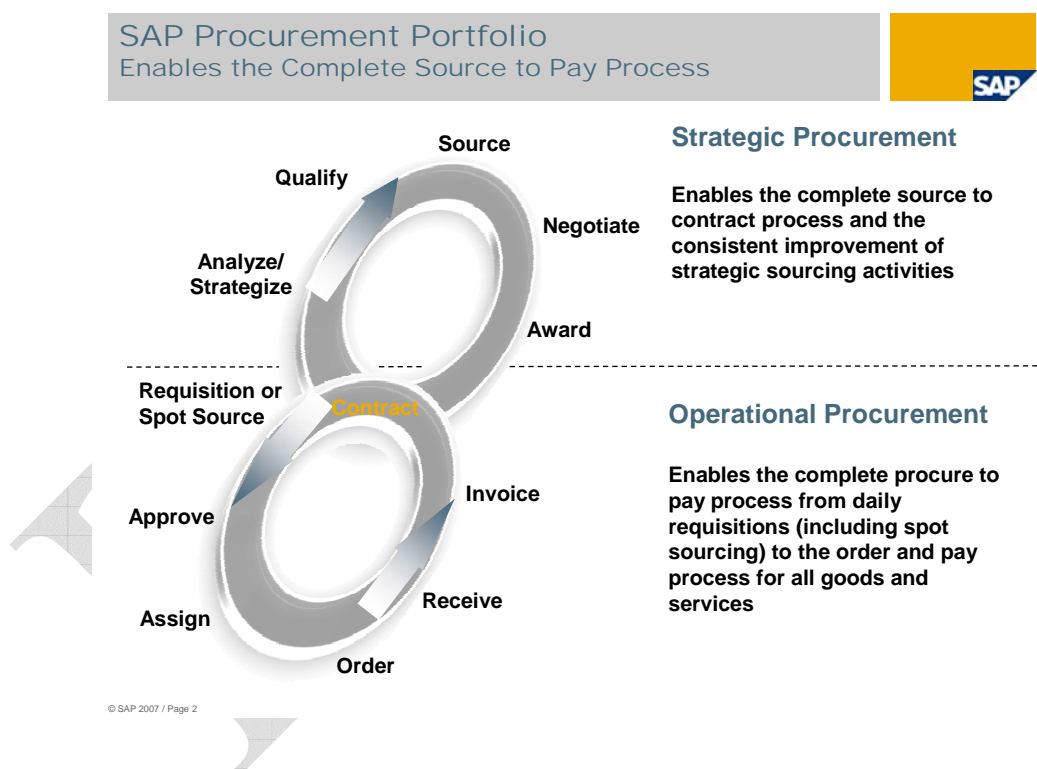 SAP Procurement Portfolio
Enables the Complete Source to Pay Process
SAP
Source
Qualify
Negotiate
Analyze/
Strategize
Award
Strategic Procurement
Enables the complete source to
contract process and the
consistent improvement of
strategic sourcing activities
Requisition or
Spot Source
Contract
Invoice
Approve
Receive
Assign
Order
Operational Procurement
Enables the complete procure to
pay process from daily
requisitions (including spot
sourcing) to the order and pay
process for all goods and
services
© SAP 2007 / Page 2